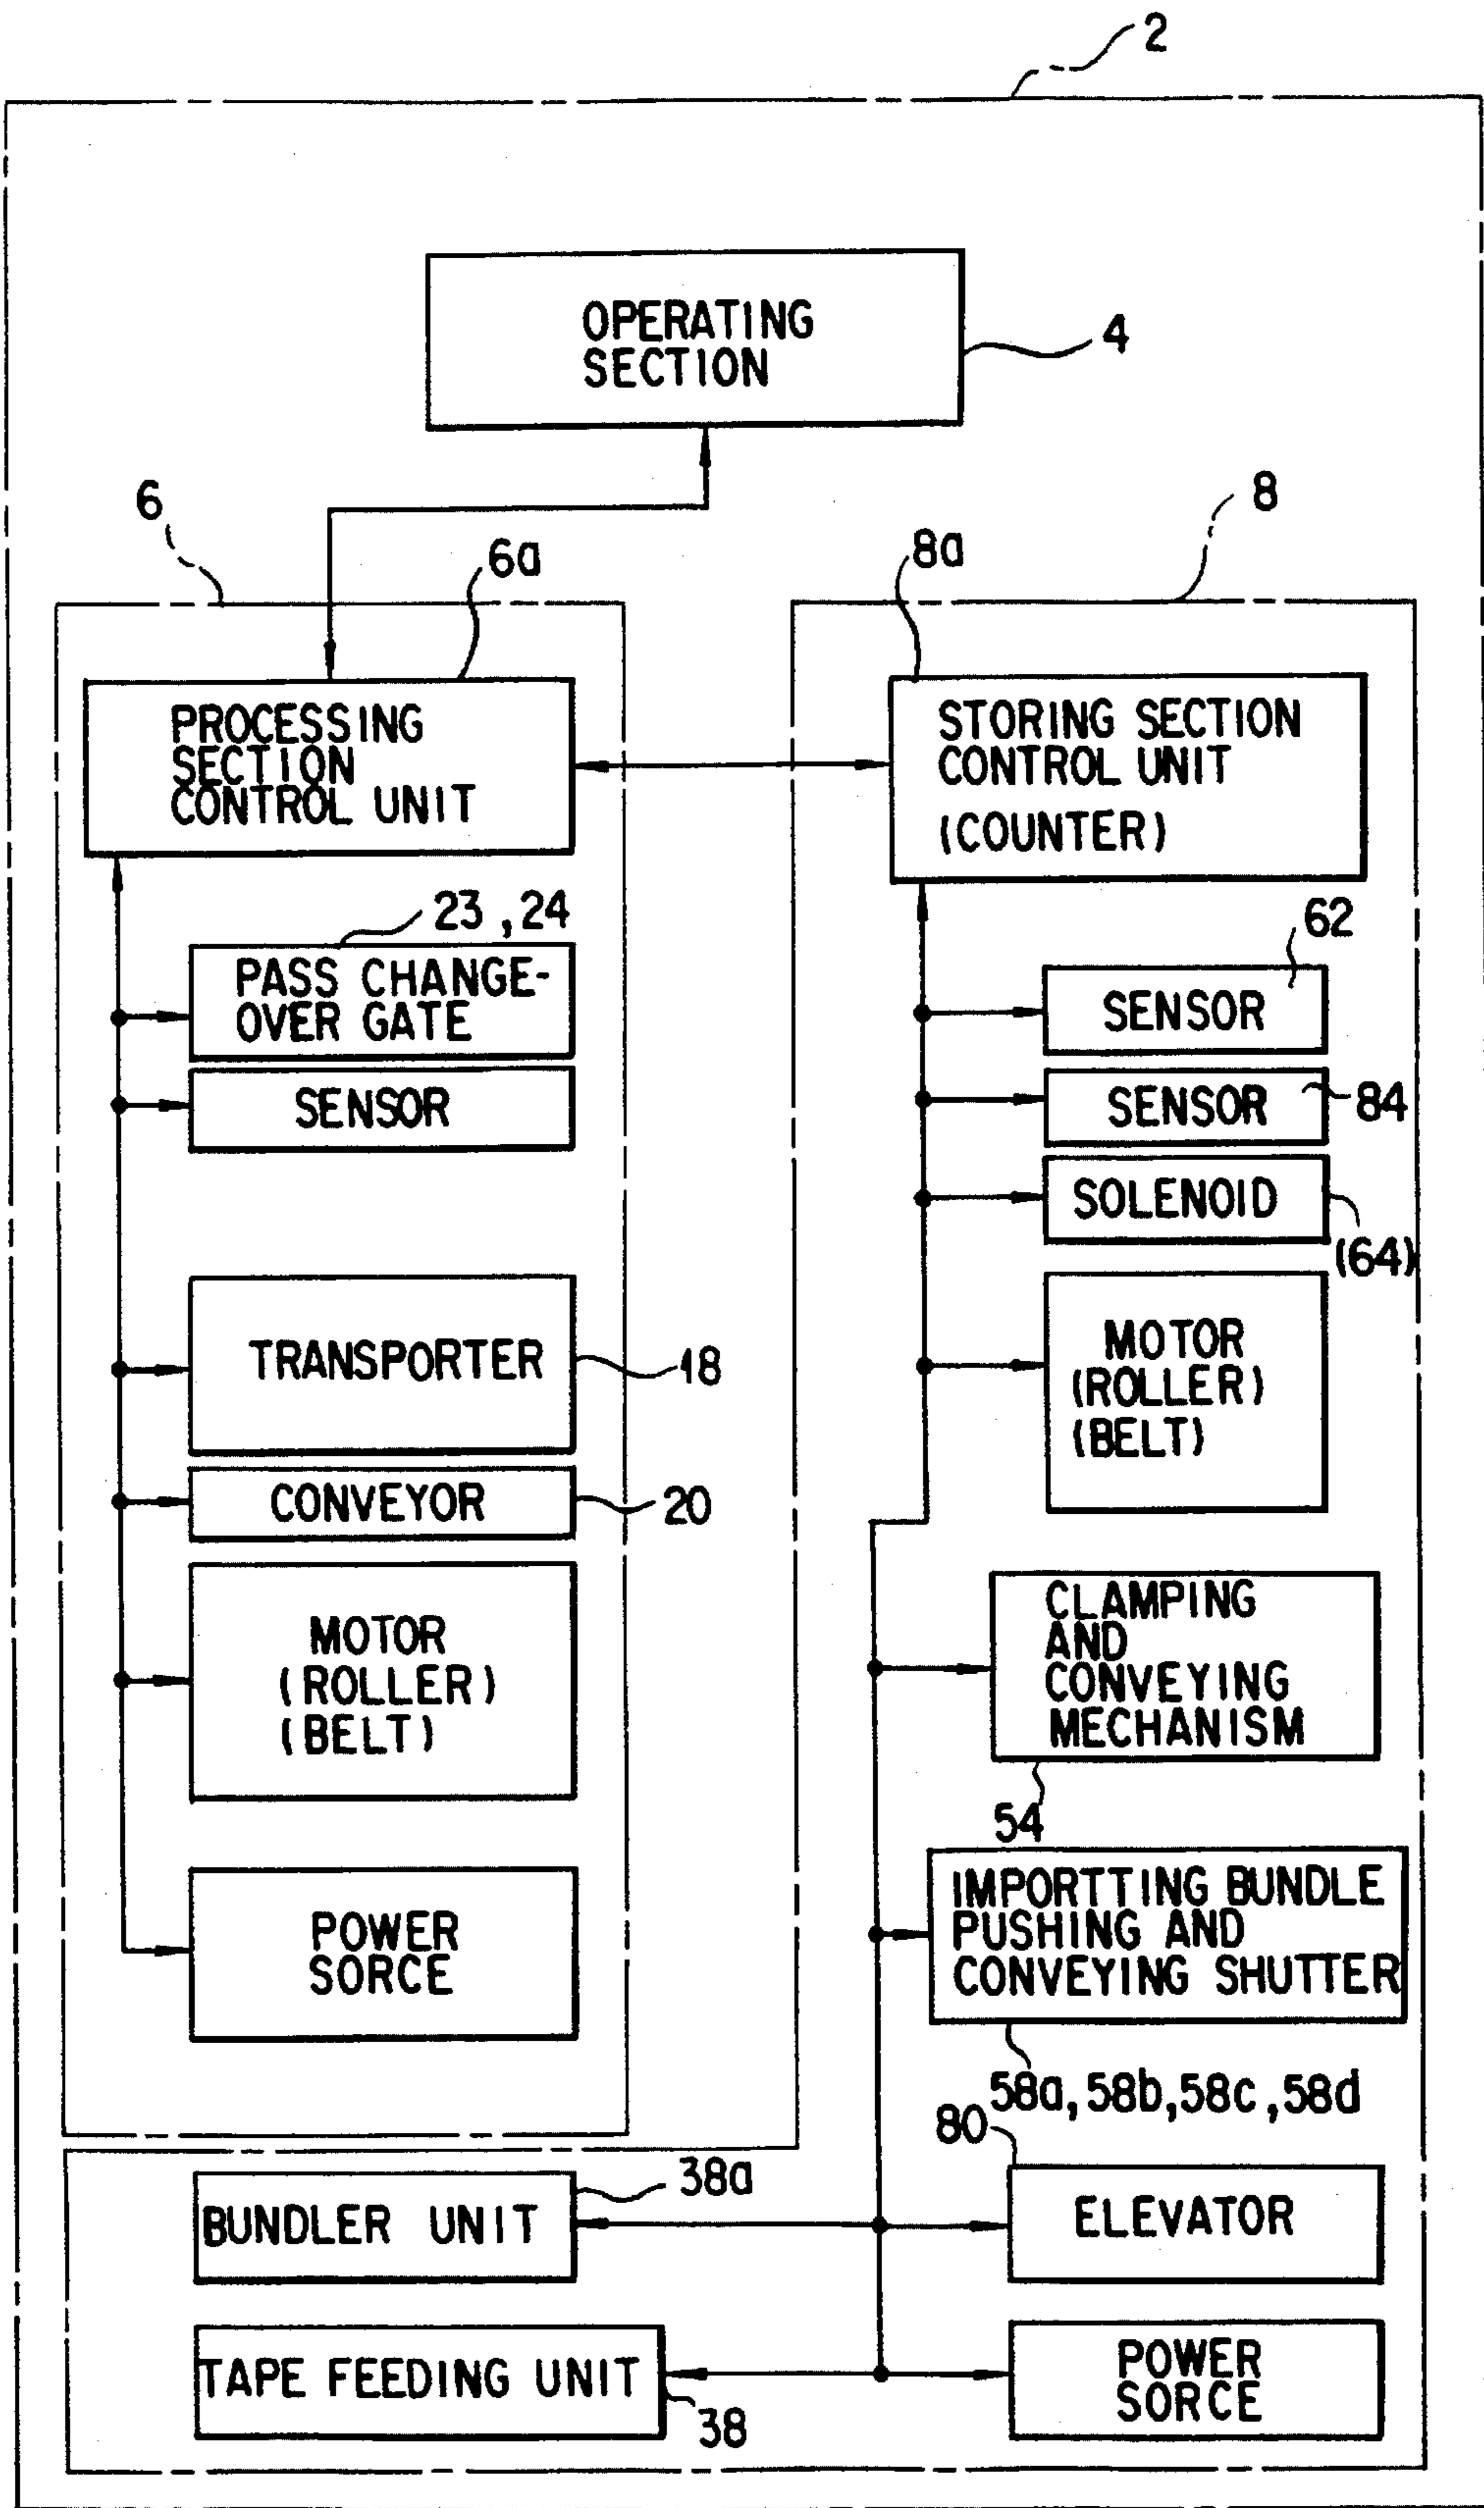 2
OPERATING
SECTION
4
6
6a
8
8a
PROCESSING
SECTION
CONTROL UNIT
STORING SECTION
CONTROL UNIT
(COUNTER)
23, 24
PASS CHANGE-
OVER GATE
SENSOR
TRANSPORTER
18
CONVEYOR
20
MOTOR
(ROLLER)
(BELT)
POWER
SORCE
62
SENSOR
SENSOR
84
SOLENOID
(64)
MOTOR
(ROLLER)
(BELT)
CLAMPING
AND
CONVEYING
MECHANISM
54
IMPORTTING BUNDLE
PUSHING AND
CONVEYING SHUTTER
58a, 58b, 58c, 58d
80
ELEVATOR
BUNDLER UNIT
38a
TAPE FEEDING UNIT
38
POWER
SORCE